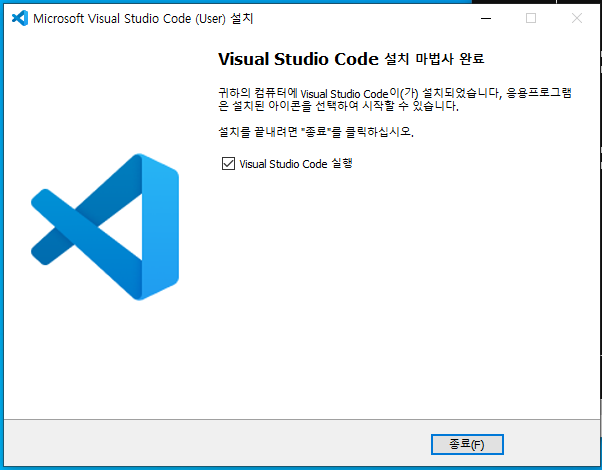 Microsoft Visual Studio Code (User) 설치
Visual Studio Code 설치 마법사 완료
귀하의 컴퓨터에 Visual Studio Code이(가) 설치되었습니다, 응용프로그램
은 설치된 아이콘을 선택하여 시작할 수 있습니다.
설치를 끝내려면 "종료"를 클릭하십시오.
Visual Studio Code 실행
종료(F)